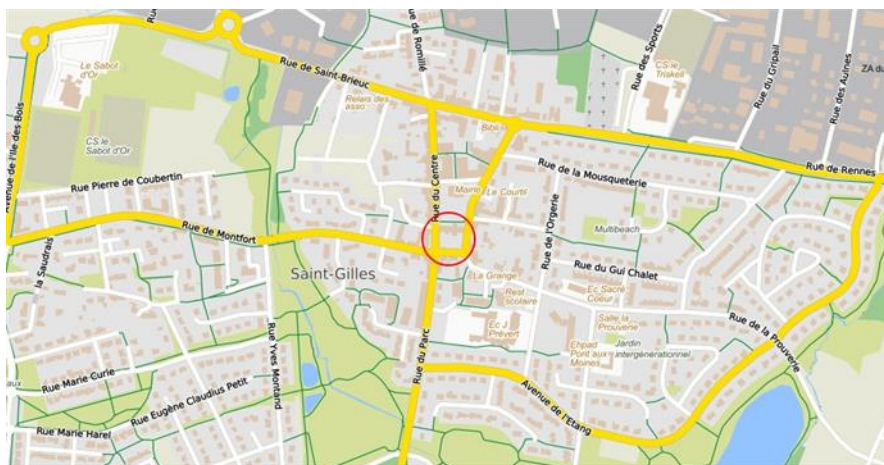 Rue de Romillé
Rue des Sports
CS le
Triskell
Rue du Gripail
Rue des Aulnes
ZA du
Le Sabot
d'Or
Rue de Saint-Brieuc
Relais des
asso
Bibli
Avenue de l'Ile des Bois
CS le
Sabot d'Or
Rue de Rennes
Rue de la Mousqueterie
Rue Pierre de Coubertin
Rue du Centre
Mairie
Le Courtil
Rue de l'Orgerie
Multibeach
Rue de Montfort
la Saudrais
Saint-Gilles
La Grange
Rue du Gui Chalet
Rest
scolaire
Ec Sacré
Coeur
Rue de la Prouverie
Salle la
Prouverie
Ec J
Prévert
Ehpad
Pont aux
Moines
Jardin
intergénérationnel
Rue Yves Montand
Rue du Parc
Rue Marie Curie
aux
Rue Eugène Claudius Petit
Avenue de l'Etang
Rue Marie Harel